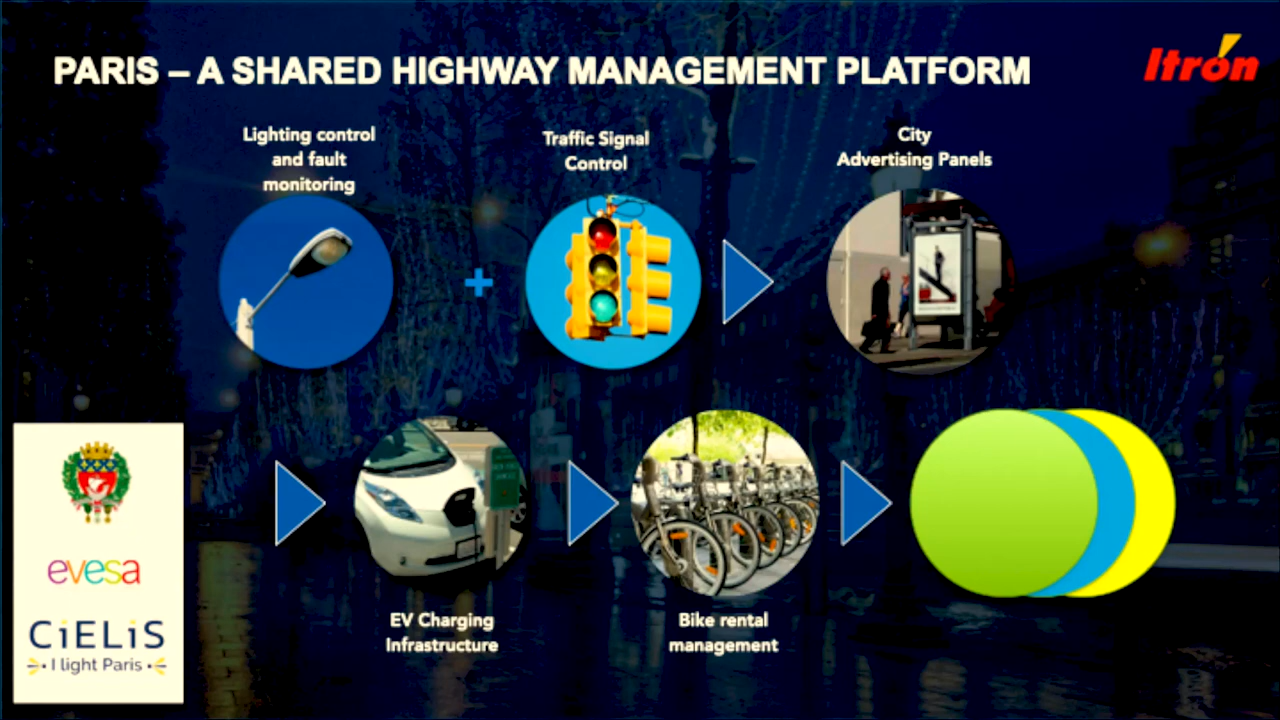 PARIS – A SHARED HIGHWAY MANAGEMENT PLATFORM
Itron
Lighting control
and fault
monitoring
Traffic Signal
Control
City
Advertising Panels
evesa
CiELiS
I light Paris
EV Charging
Infrastructure
Bike rental
management